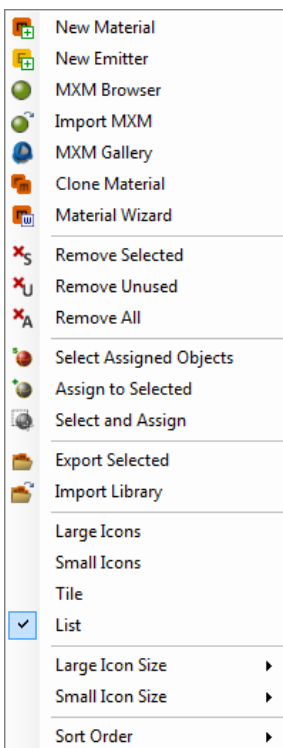 New Material
New Emitter
MXM Browser
Import MXM
MXM Gallery
Clone Material
Material Wizard
Remove Selected
Remove Unused
Remove All
Select Assigned Objects
Assign to Selected
Select and Assign
Export Selected
Import Library
Large Icons
Small Icons
Tile
List
Large Icon Size
Small Icon Size
Sort Order